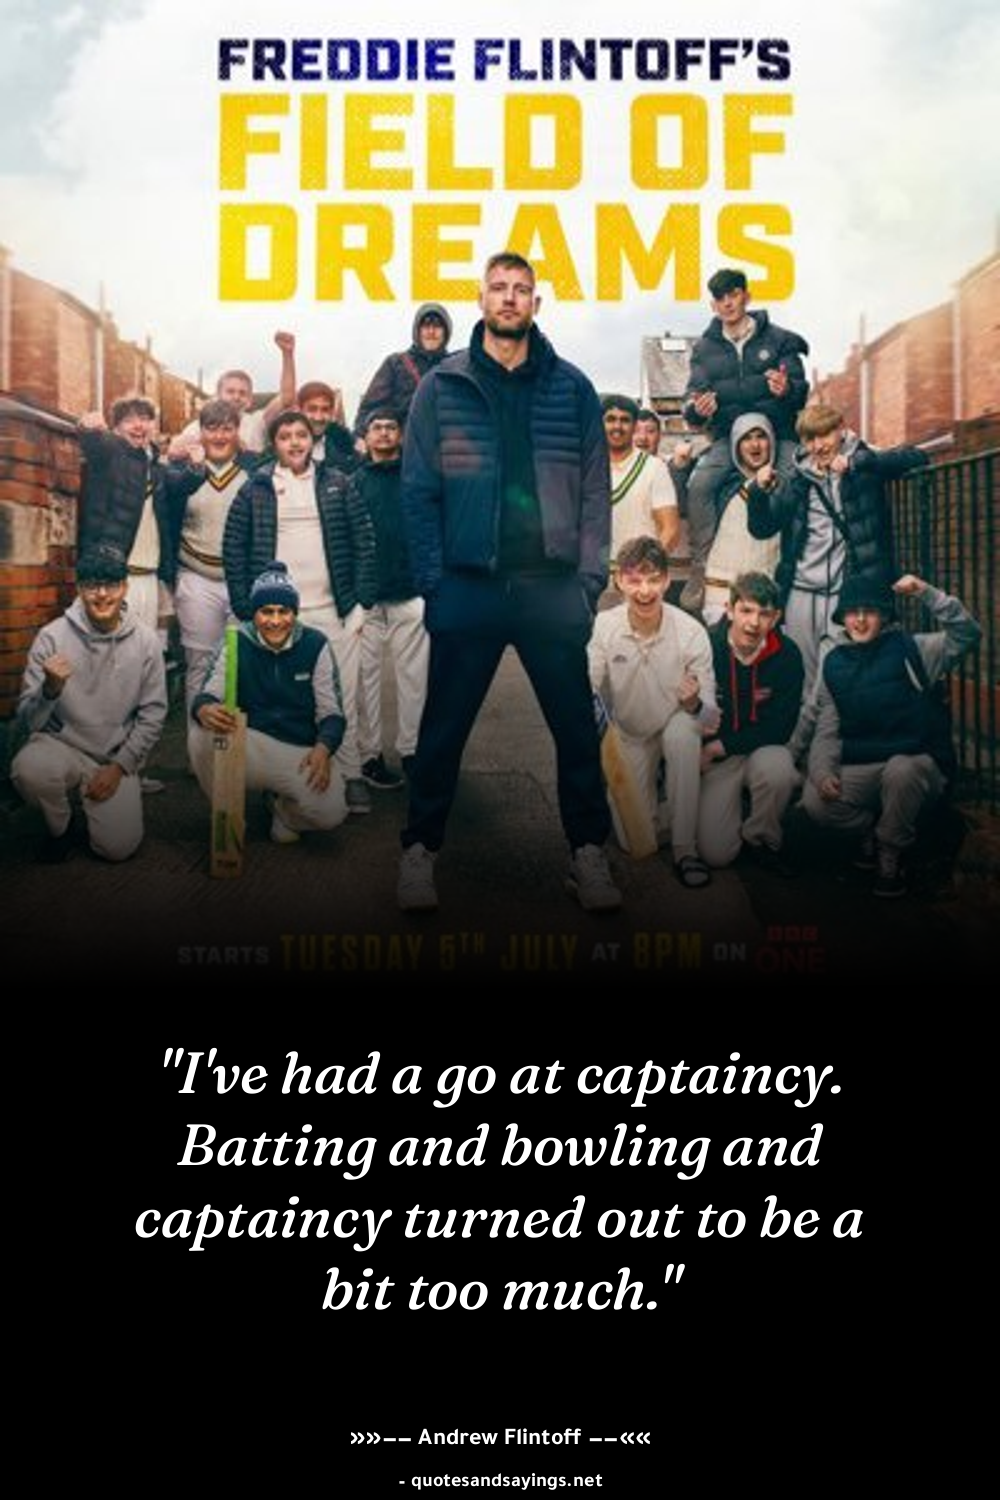 FREDDIE FLINTOFF'S
FIELD OF
DREAMS
STARTS TUESDAY 5TH JULY AT 8PM ON BBC ONE
"I've had a go at captaincy.
Batting and bowling and
captaincy turned out to be a
bit too much."
»»–– Andrew Flintoff ––««
- quotesandsayings.net